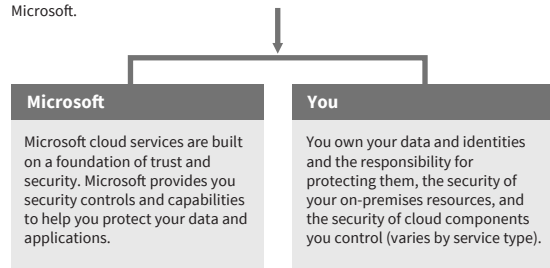 Microsoft.
Microsoft
Microsoft cloud services are built
on a foundation of trust and
security. Microsoft provides you
security controls and capabilities
to help you protect your data and
applications.
You
You own your data and identities
and the responsibility for
protecting them, the security of
your on-premises resources, and
the security of cloud components
you control (varies by service type).